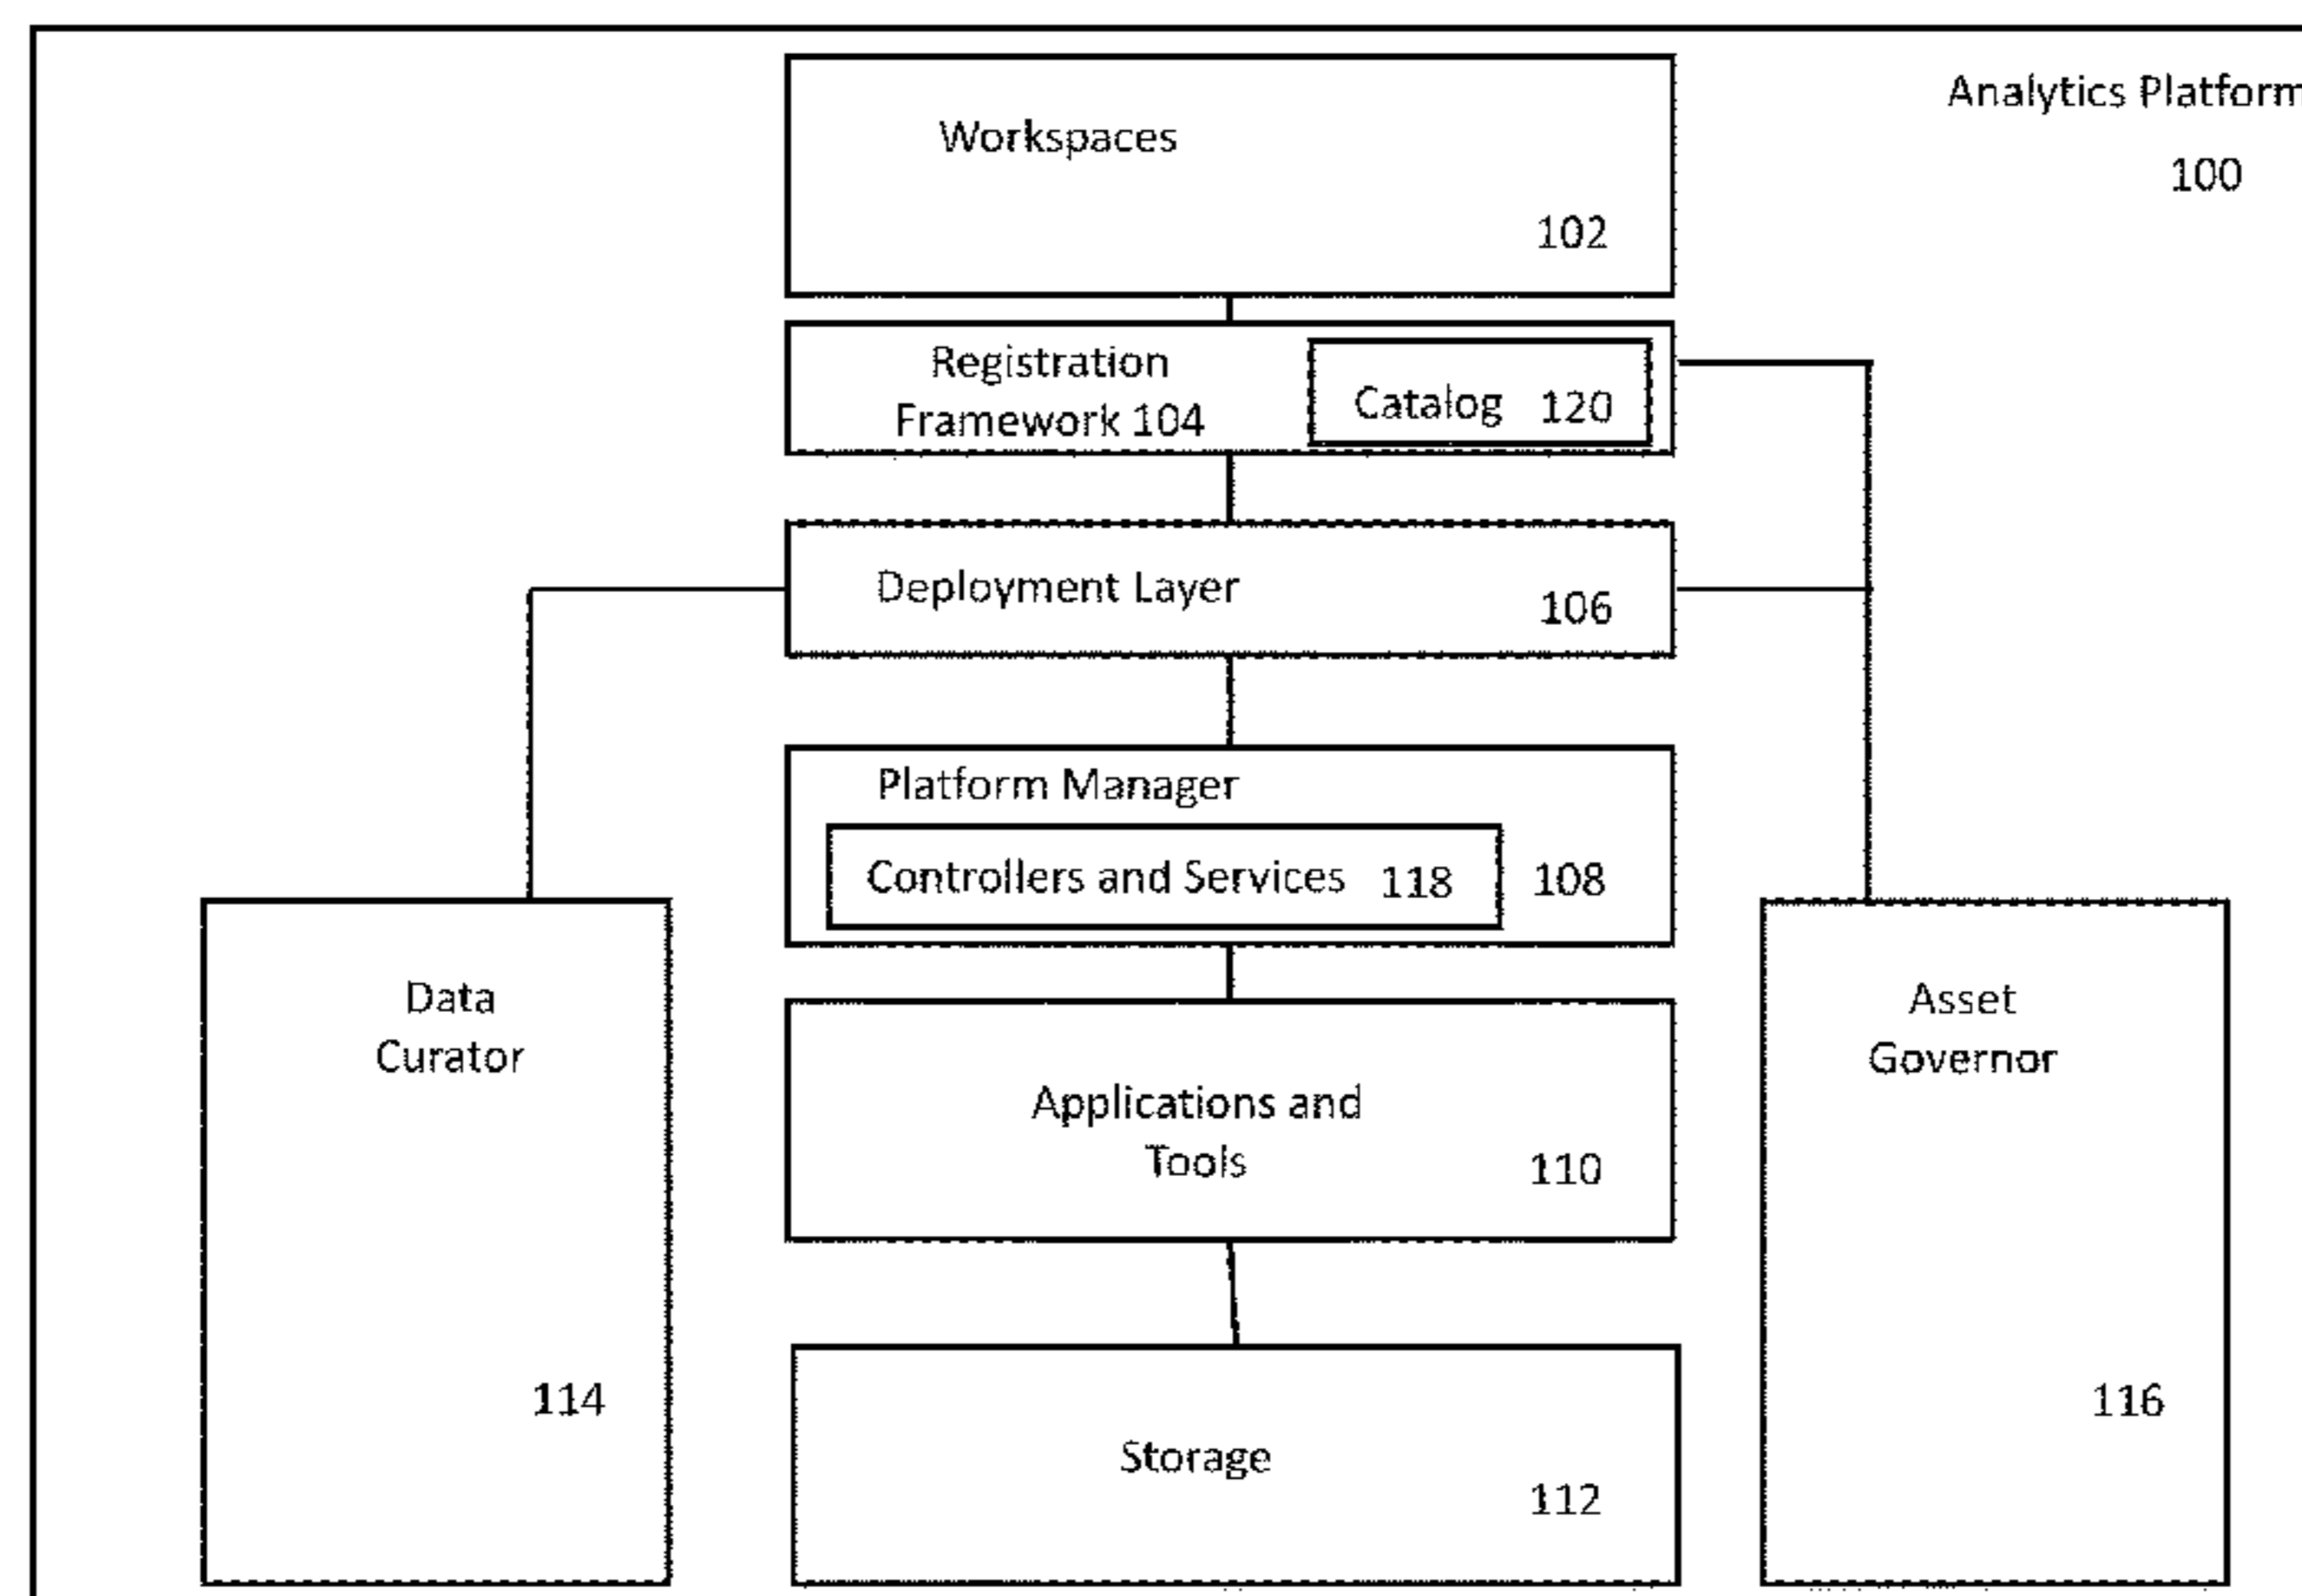 Analytics Platform
100
Workspaces
102
Registration
Framework 104
Catalog 120
Deployment Layer
106
Platform Manager
Controllers and Services 118
108
Data
Curator
114
Applications and
Tools
110
Asset
Governor
116
Storage
112